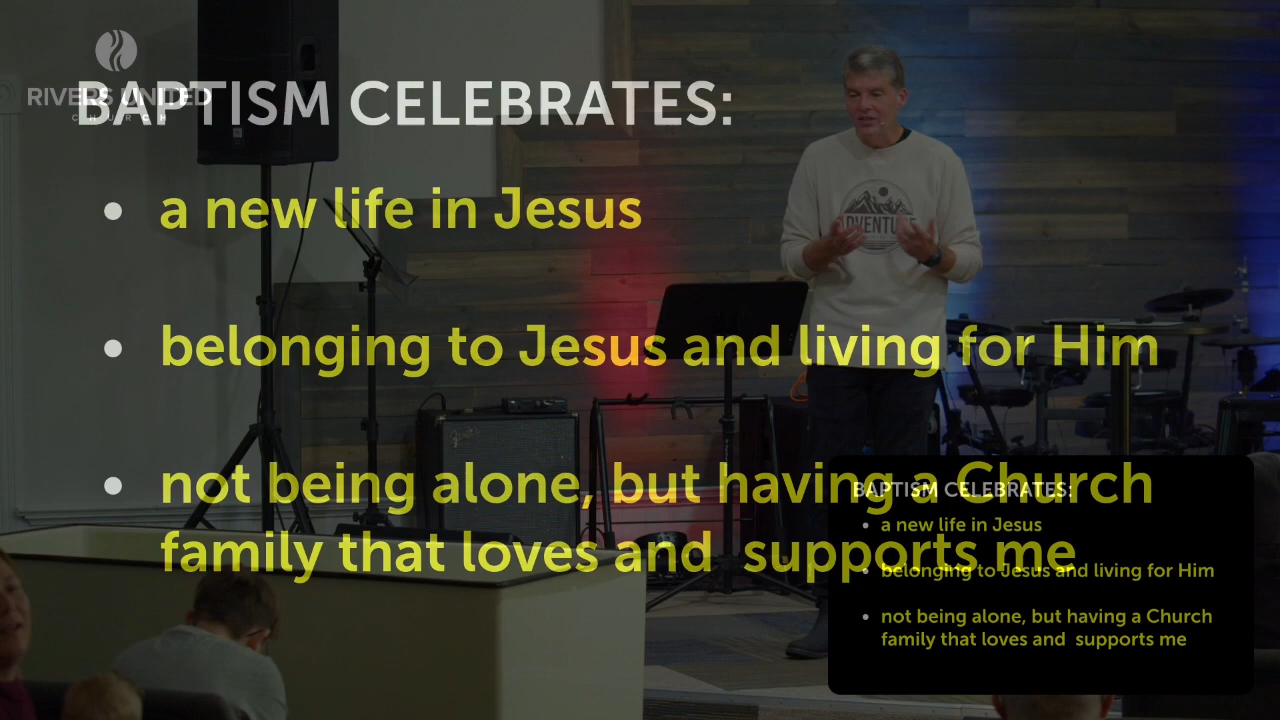 RIVERS UNITED
CHURCH
BAPTISM CELEBRATES:
• a new life in Jesus
• belonging to Jesus and living for Him
• not being alone, but having a Church
family that loves and supports me
ADVENTURE
BAPTISM CELEBRATES:
• a new life in Jesus
• belonging to Jesus and living for Him
• not being alone, but having a Church
family that loves and supports me